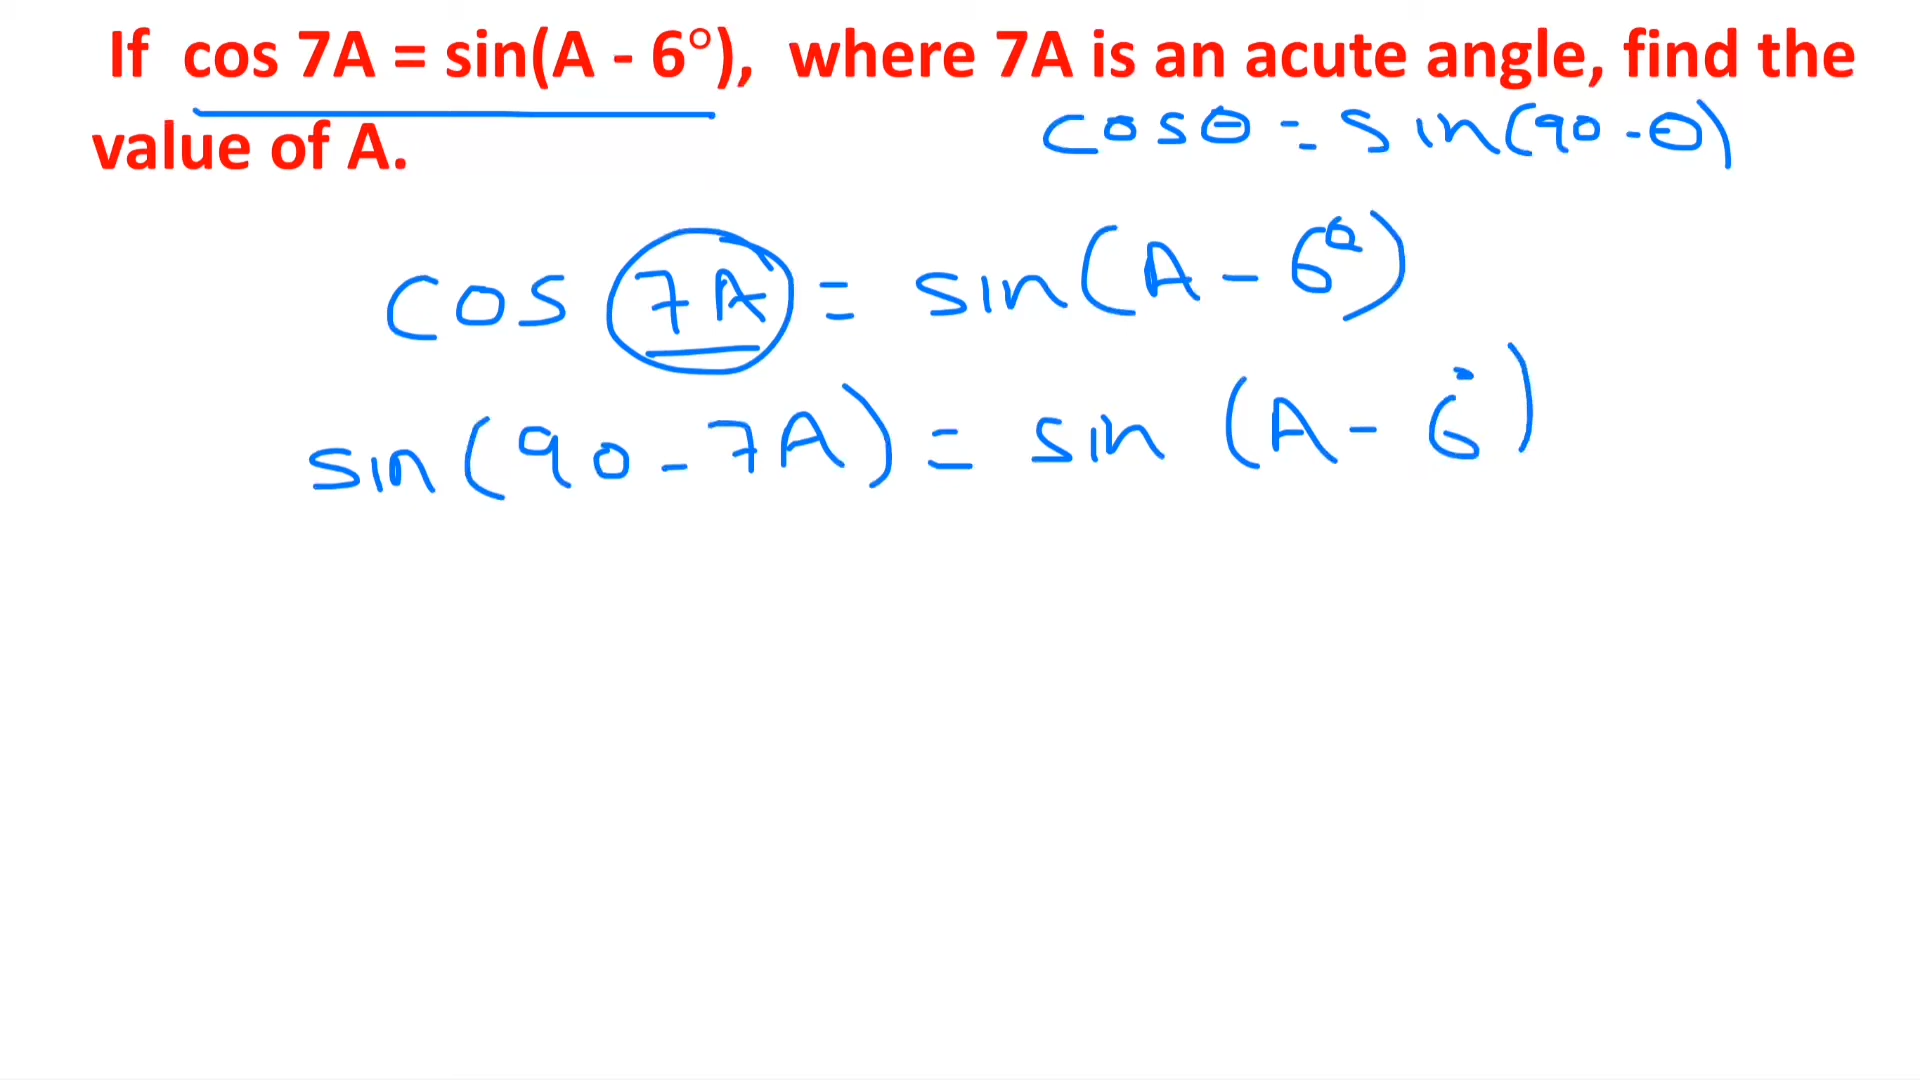 If cos 7A = sin(A - 6°), where 7A is an acute angle, find the
value of A.
cosθ = sin(90 - θ)
cos 7A = sin(A - 6°)
sin(90 - 7A) = sin (A - 6°)